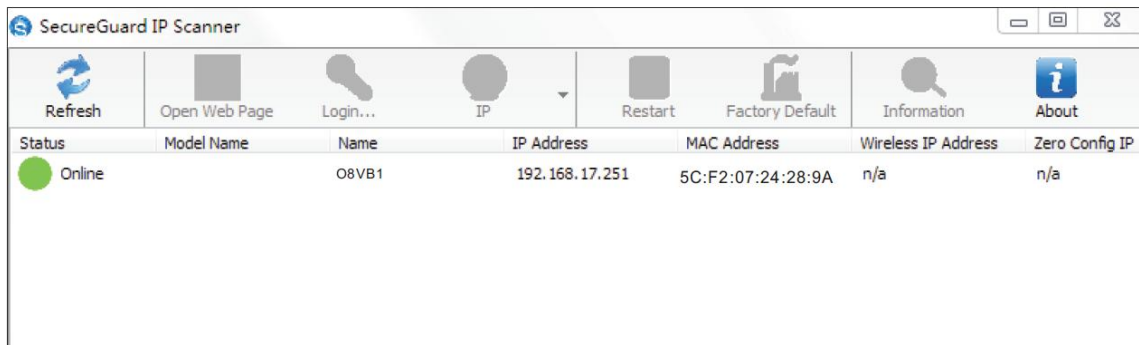 SecureGuard IP Scanner
Refresh Open Web Page Login... IP Restart Factory Default Information About
Status Model Name Name IP Address MAC Address Wireless IP Address Zero Config IP
Online O8VB1 192.168.17.251 5C:F2:07:24:28:9A n/a n/a